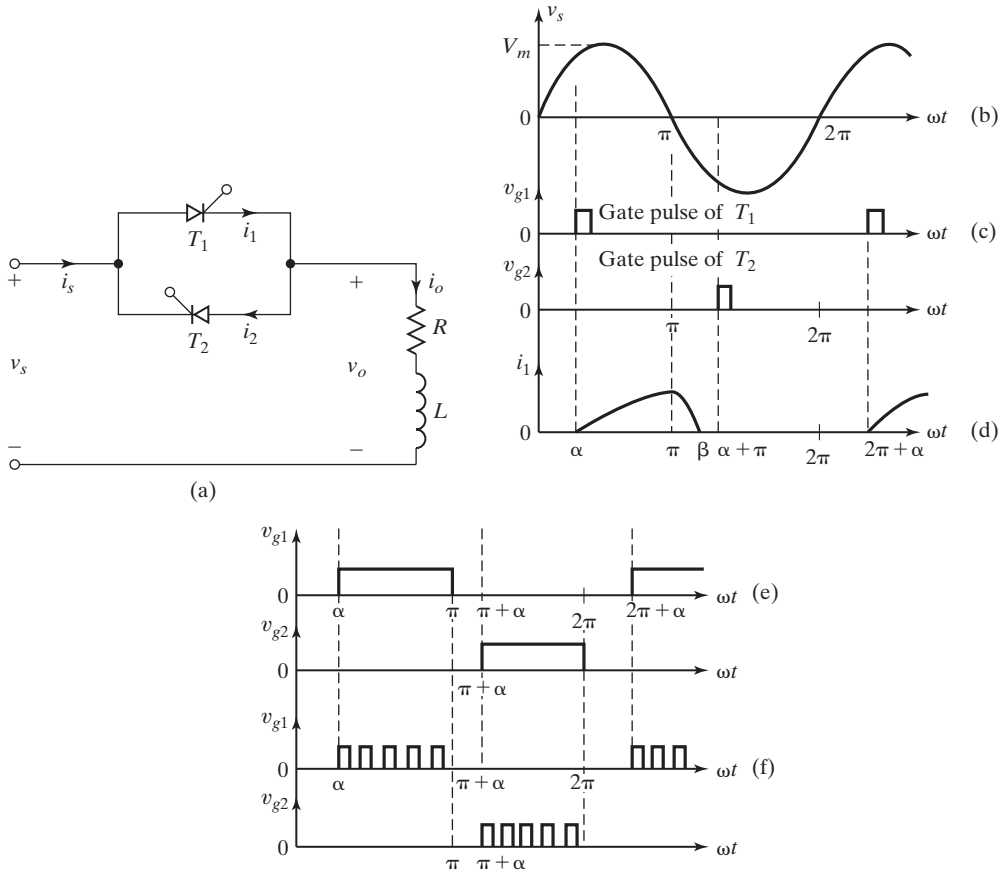 T1
i1
+
is
T2
i2
+
io
R
vs
vo
L
−
−
(a)
vs
Vm
0
π
2π
ωt
(b)
vg1
Gate pulse of T1
0
ωt
(c)
vg2
Gate pulse of T2
0
π
2π
ωt
i1
0
α
π
β
α + π
2π
2π + α
ωt
(d)
vg1
0
α
π
π + α
2π
2π + α
ωt
(e)
vg2
0
π + α
ωt
vg1
0
α
π + α
2π
ωt
(f)
vg2
0
π
π + α
ωt